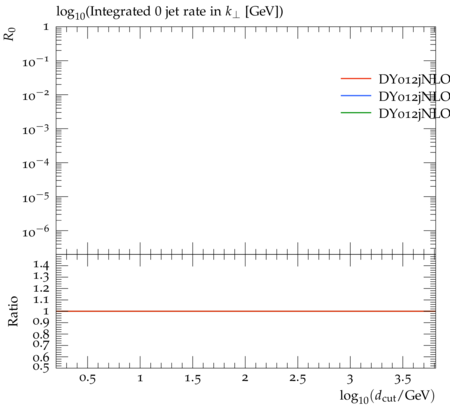 log₁₀(Integrated 0 jet rate in k⊥ [GeV])
R₀
1
10⁻¹
10⁻²
10⁻³
10⁻⁴
10⁻⁵
10⁻⁶
DY012jNLO
DY012jNLO
DY012jNLO
Ratio
1.4
1.3
1.2
1.1
1
0.9
0.8
0.7
0.6
0.5
0.5 1 1.5 2 2.5 3 3.5
log₁₀(d_cut/GeV)